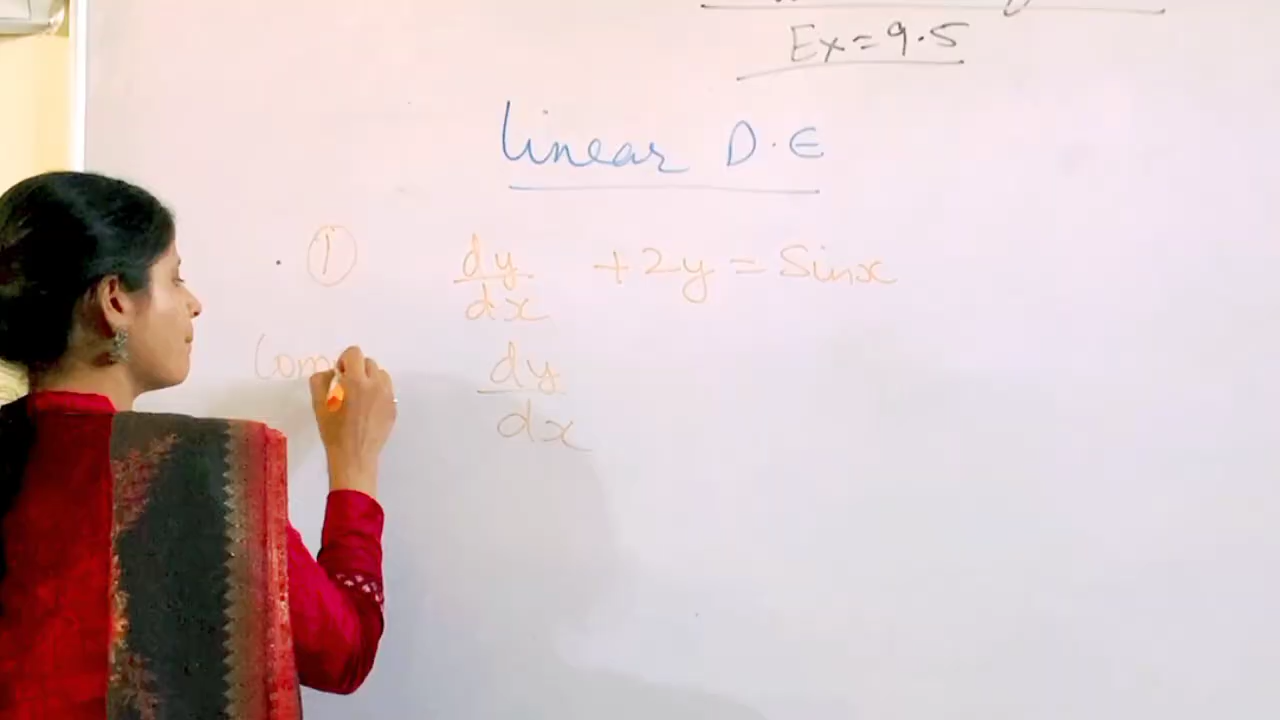 Ex = 9.5
Linear D.E
① dy/dx + 2y = Sinx
Com dy/dx